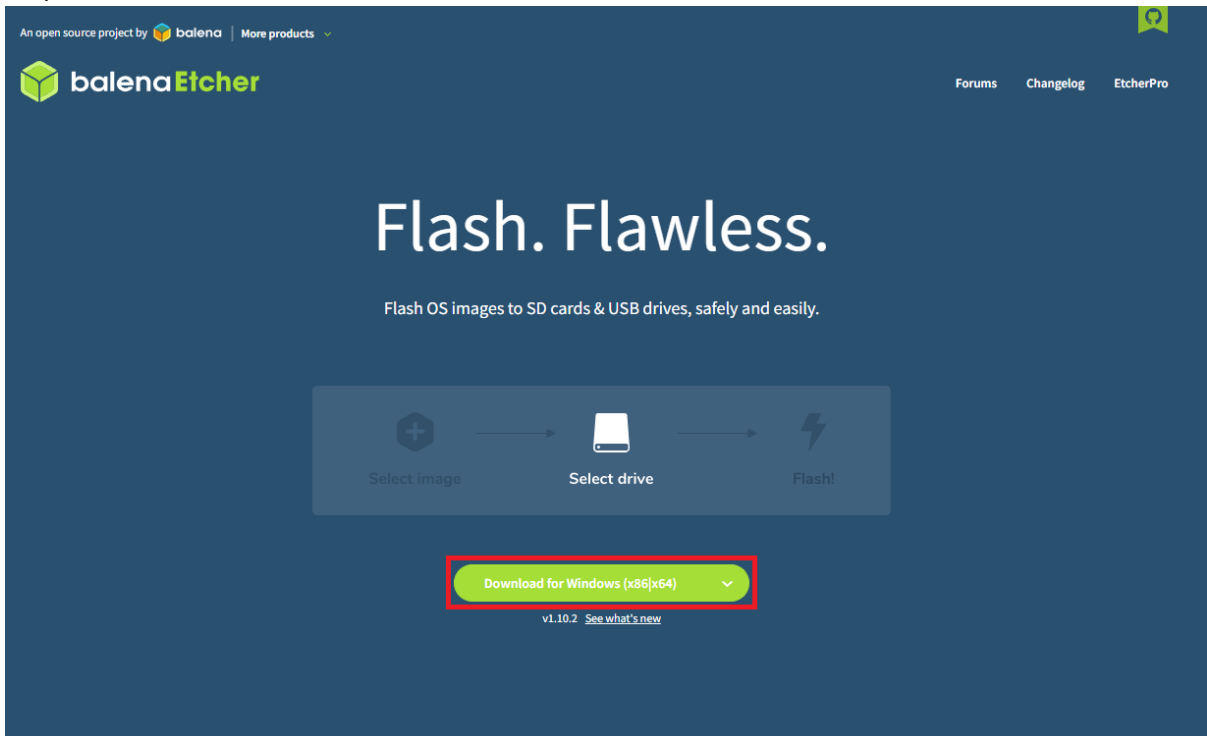 An open source project by balena | More products
balenaEtcher
Forums Changelog EtcherPro
Flash. Flawless.
Flash OS images to SD cards & USB drives, safely and easily.
Select image Select drive Flash!
Download for Windows (x86|x64)
v1.10.2 See what's new